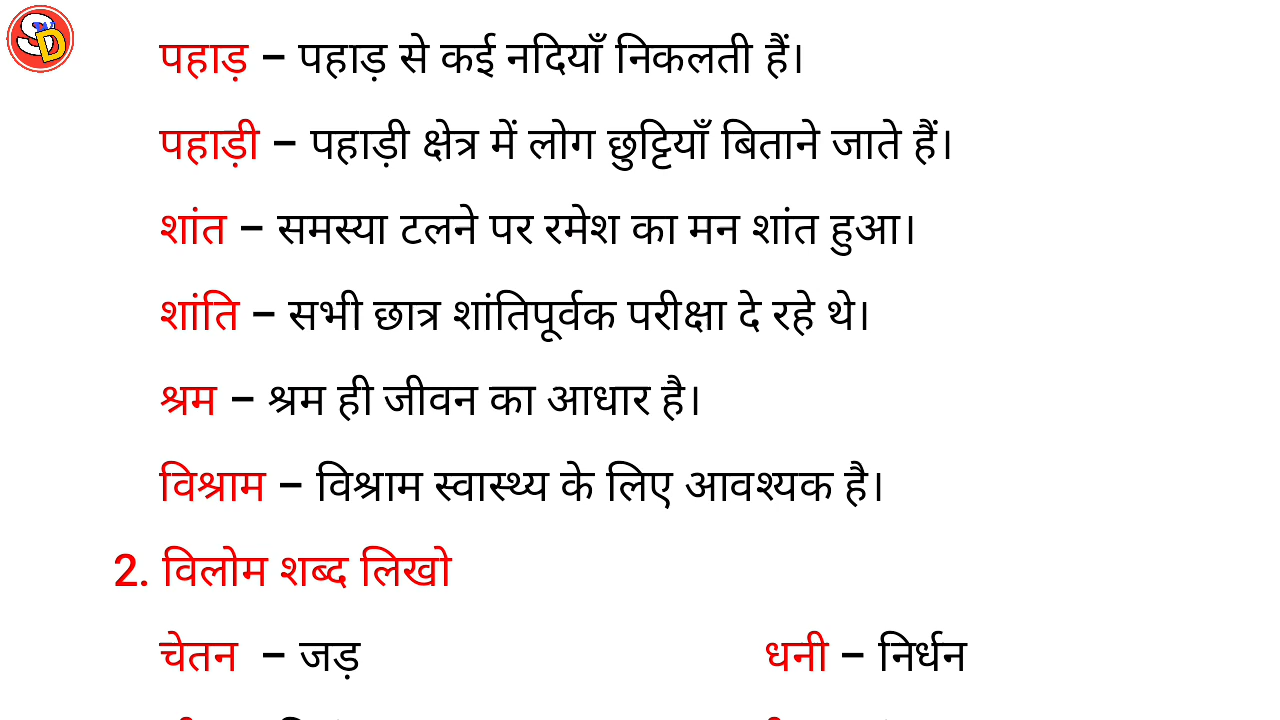 SD
पहाड़ – पहाड़ से कई नदियाँ निकलती हैं।
पहाड़ी – पहाड़ी क्षेत्र में लोग छुट्टियाँ बिताने जाते हैं।
शांत – समस्या टलने पर रमेश का मन शांत हुआ।
शांति – सभी छात्र शांतिपूर्वक परीक्षा दे रहे थे।
श्रम – श्रम ही जीवन का आधार है।
विश्राम – विश्राम स्वास्थ्य के लिए आवश्यक है।
2. विलोम शब्द लिखो
चेतन – जड़ धनी – निर्धन